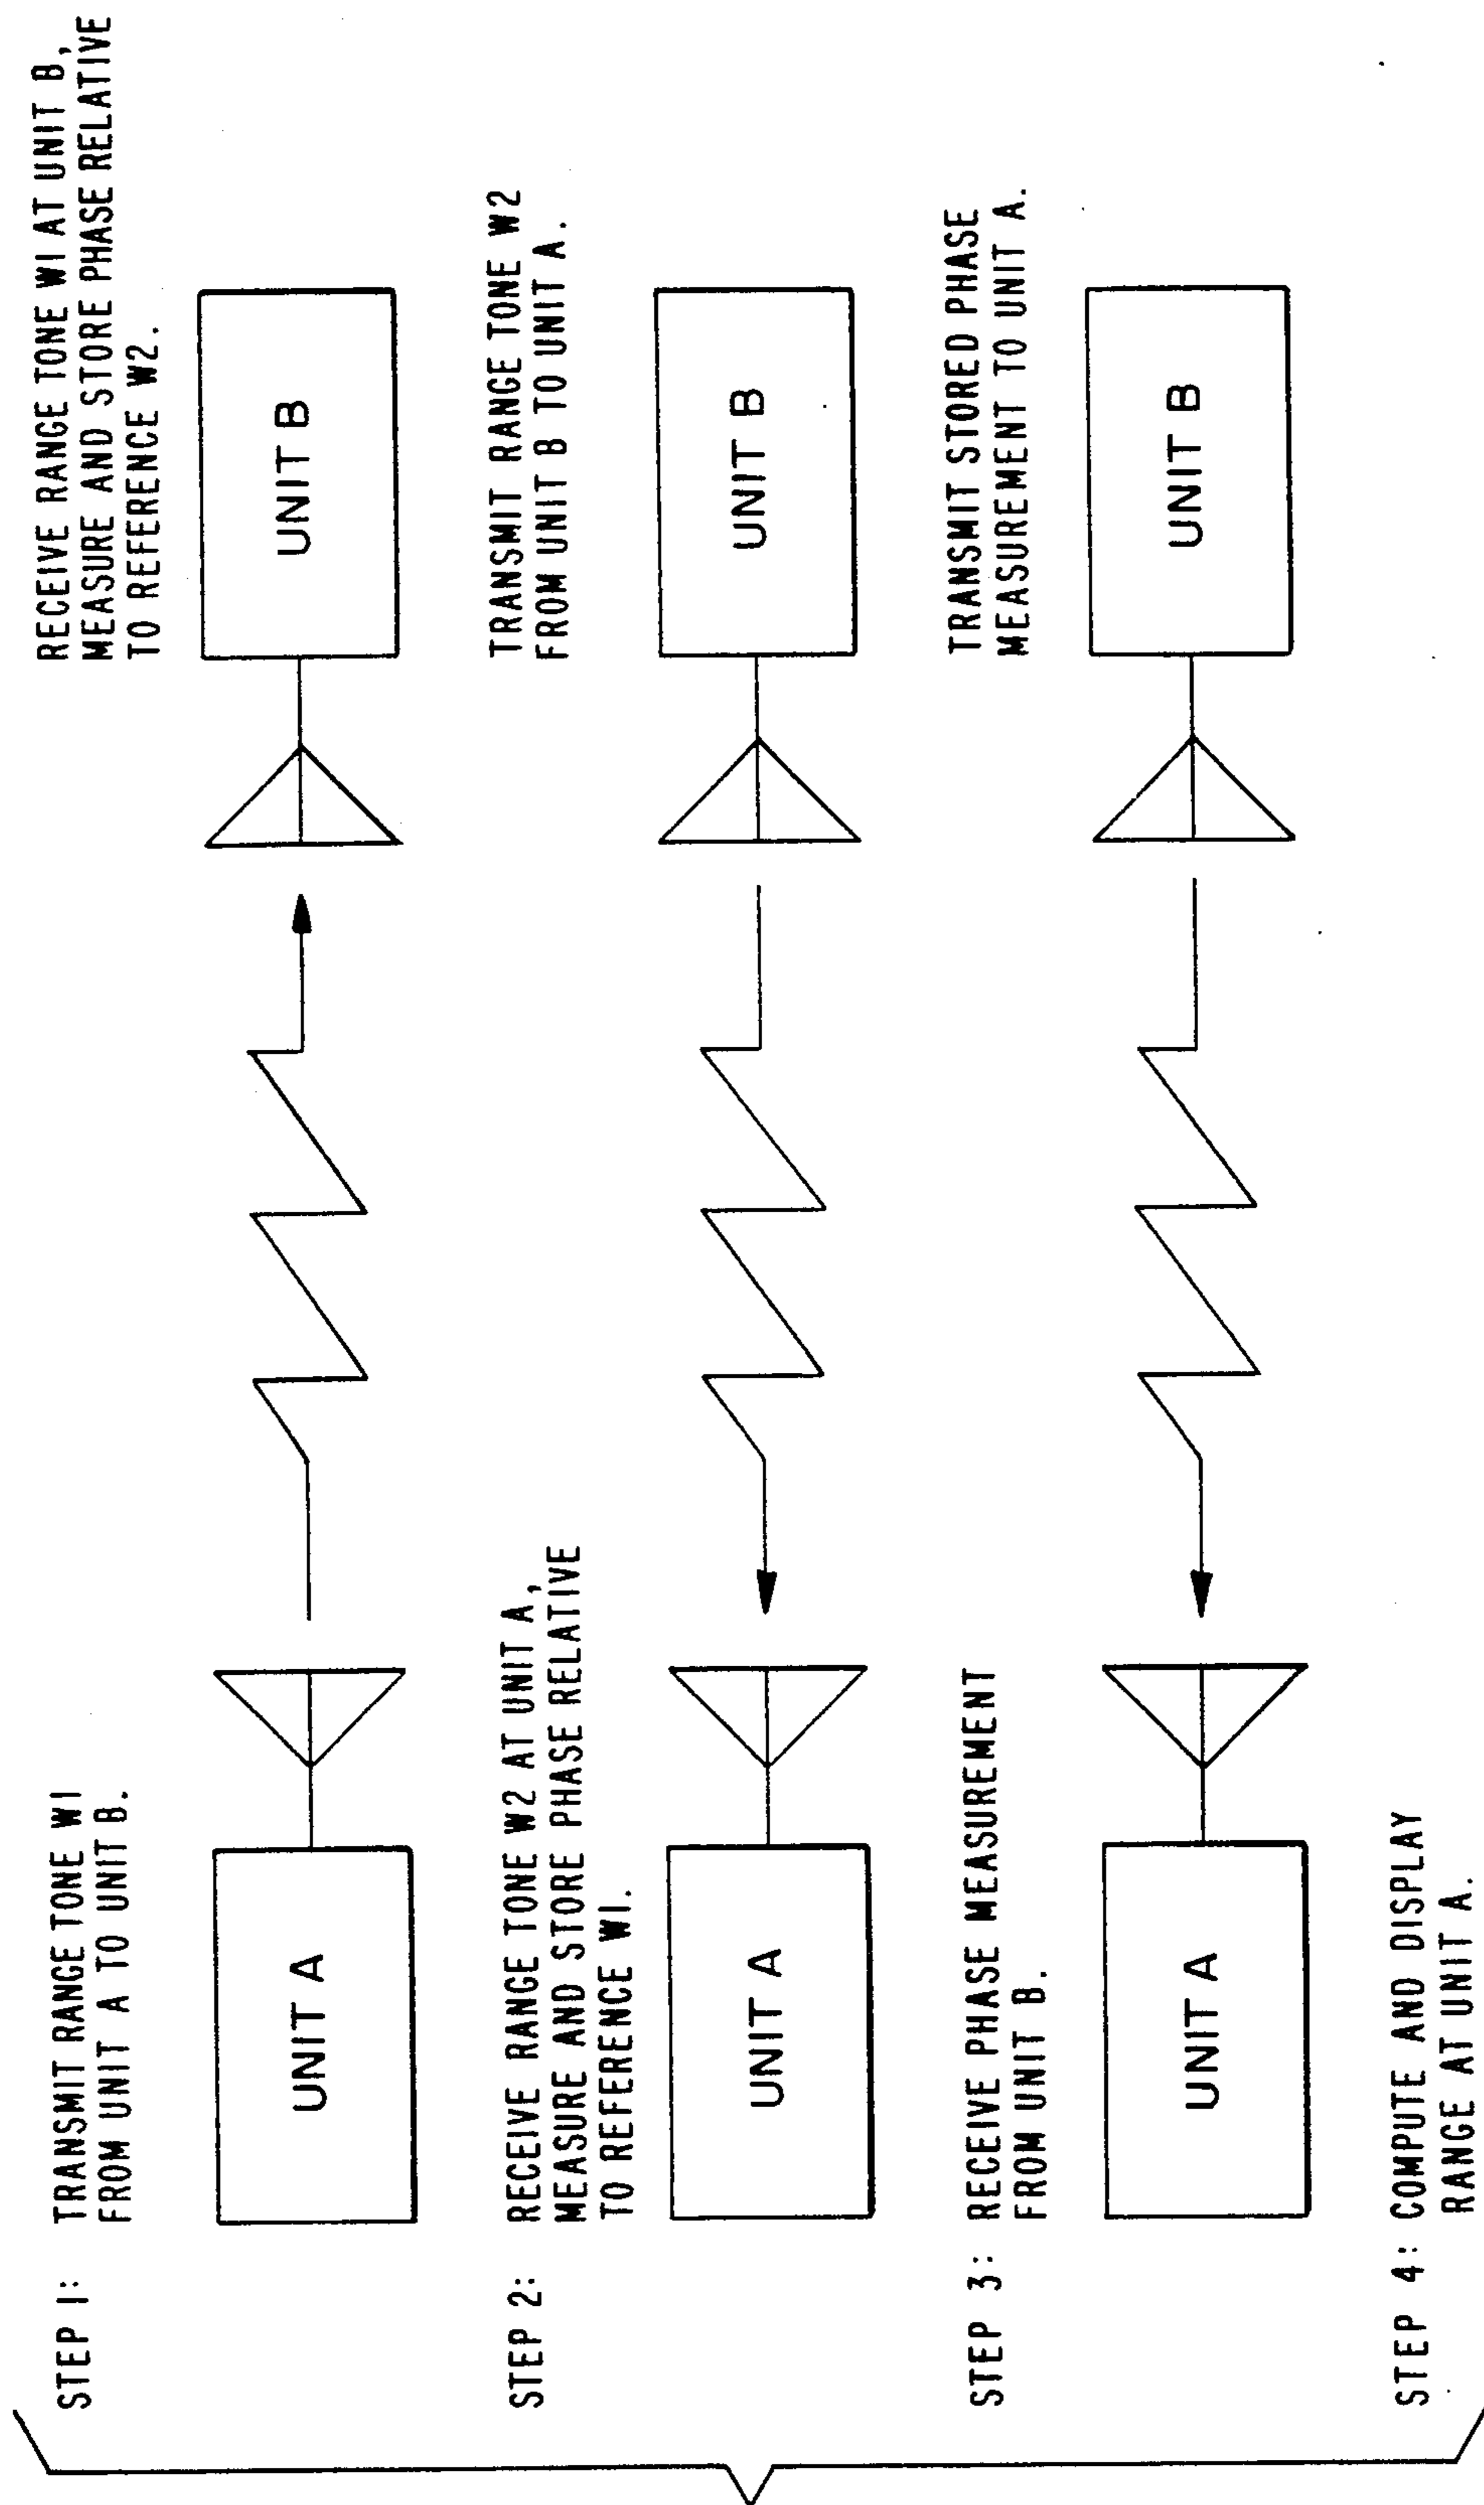 STEP 1: TRANSMIT RANGE TONE W1
FROM UNIT A TO UNIT B.
RECEIVE RANGE TONE W1 AT UNIT B,
MEASURE AND STORE PHASE RELATIVE
TO REFERENCE W2.
UNIT A
UNIT B
STEP 2: RECEIVE RANGE TONE W2 AT UNIT A,
MEASURE AND STORE PHASE RELATIVE
TO REFERENCE W1.
TRANSMIT RANGE TONE W2
FROM UNIT B TO UNIT A.
UNIT A
UNIT B
STEP 3: RECEIVE PHASE MEASUREMENT
FROM UNIT B.
TRANSMIT STORED PHASE
MEASUREMENT TO UNIT A.
UNIT A
UNIT B
STEP 4: COMPUTE AND DISPLAY
RANGE AT UNIT A.